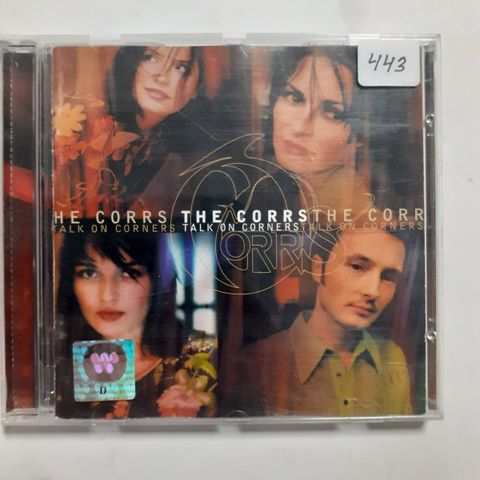 443
HE CORRS THE CORRS THE CORR
TALK ON CORNERS TALK ON CORNERS TALK ON CORNERS
CORRS
W
D